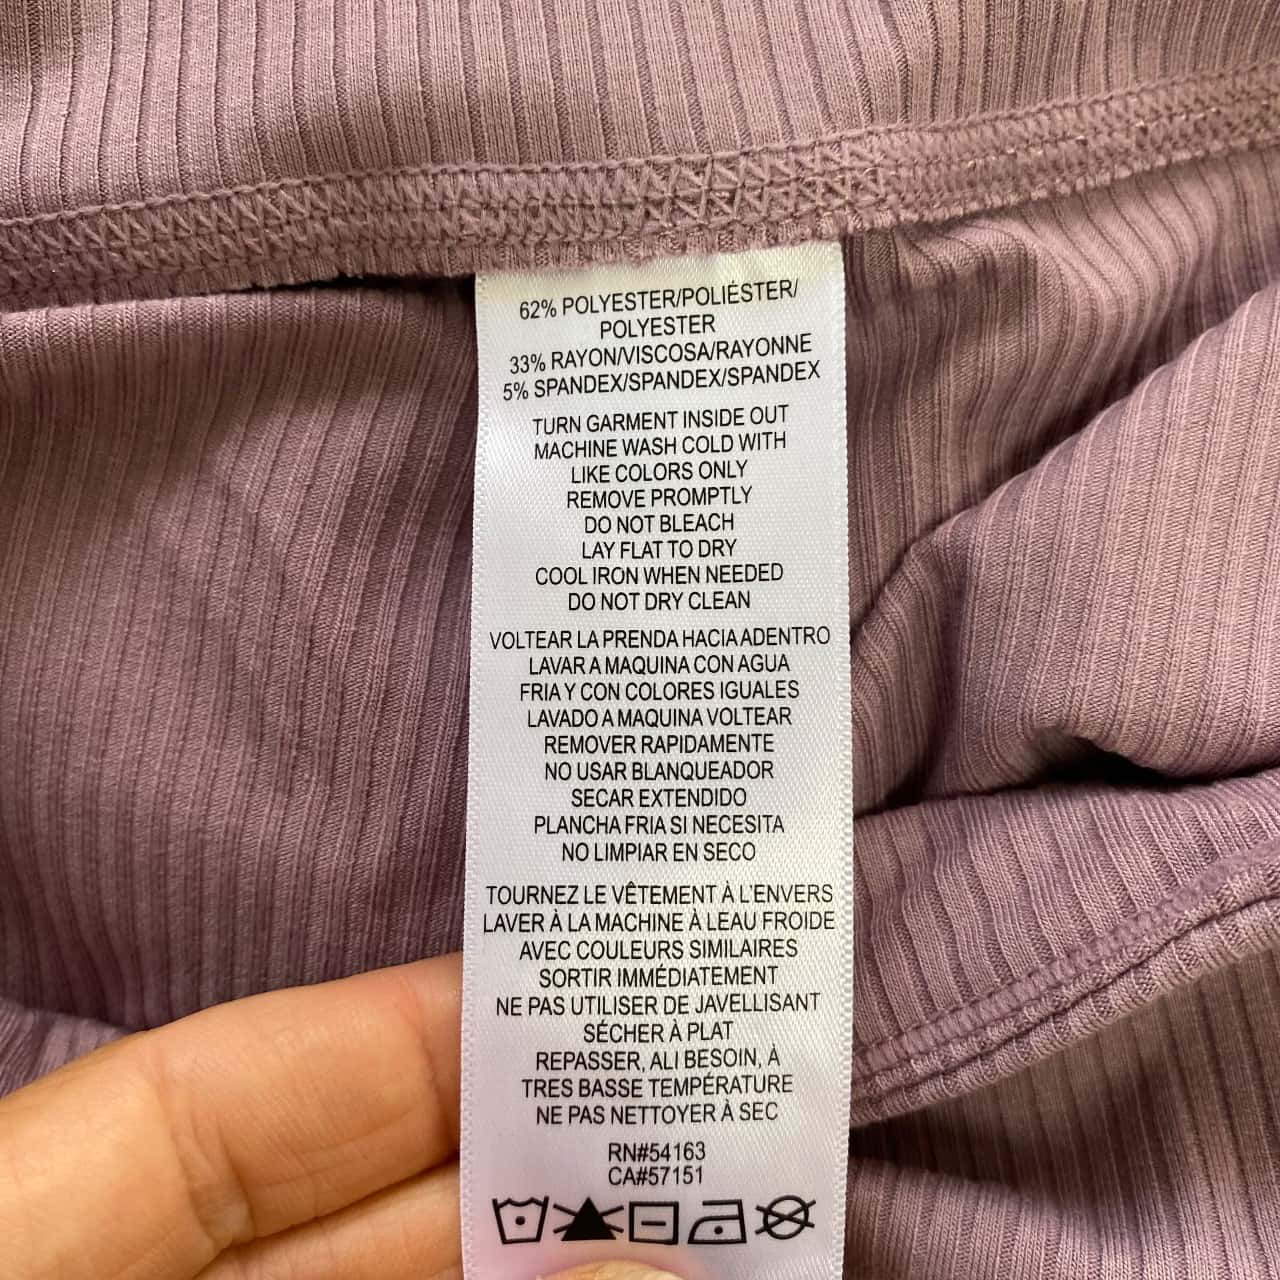 62% POLYESTER/POLIÉSTER/
POLYESTER
33% RAYON/VISCOSA/RAYONNE
5% SPANDEX/SPANDEX/SPANDEX
TURN GARMENT INSIDE OUT
MACHINE WASH COLD WITH
LIKE COLORS ONLY
REMOVE PROMPTLY
DO NOT BLEACH
LAY FLAT TO DRY
COOL IRON WHEN NEEDED
DO NOT DRY CLEAN
VOLTEAR LA PRENDA HACIA ADENTRO
LAVAR A MAQUINA CON AGUA
FRIA Y CON COLORES IGUALES
LAVADO A MAQUINA VOLTEAR
REMOVER RAPIDAMENTE
NO USAR BLANQUEADOR
SECAR EXTENDIDO
PLANCHA FRIA SI NECESITA
NO LIMPIAR EN SECO
TOURNEZ LE VÊTEMENT À L'ENVERS
LAVER À LA MACHINE À LEAU FROIDE
AVEC COULEURS SIMILAIRES
SORTIR IMMÉDIATEMENT
NE PAS UTILISER DE JAVELLISANT
SÉCHER À PLAT
REPASSER, ALI BESOIN, À
TRES BASSE TEMPÉRATURE
NE PAS NETTOYER À SEC
RN#54163
CA#57151